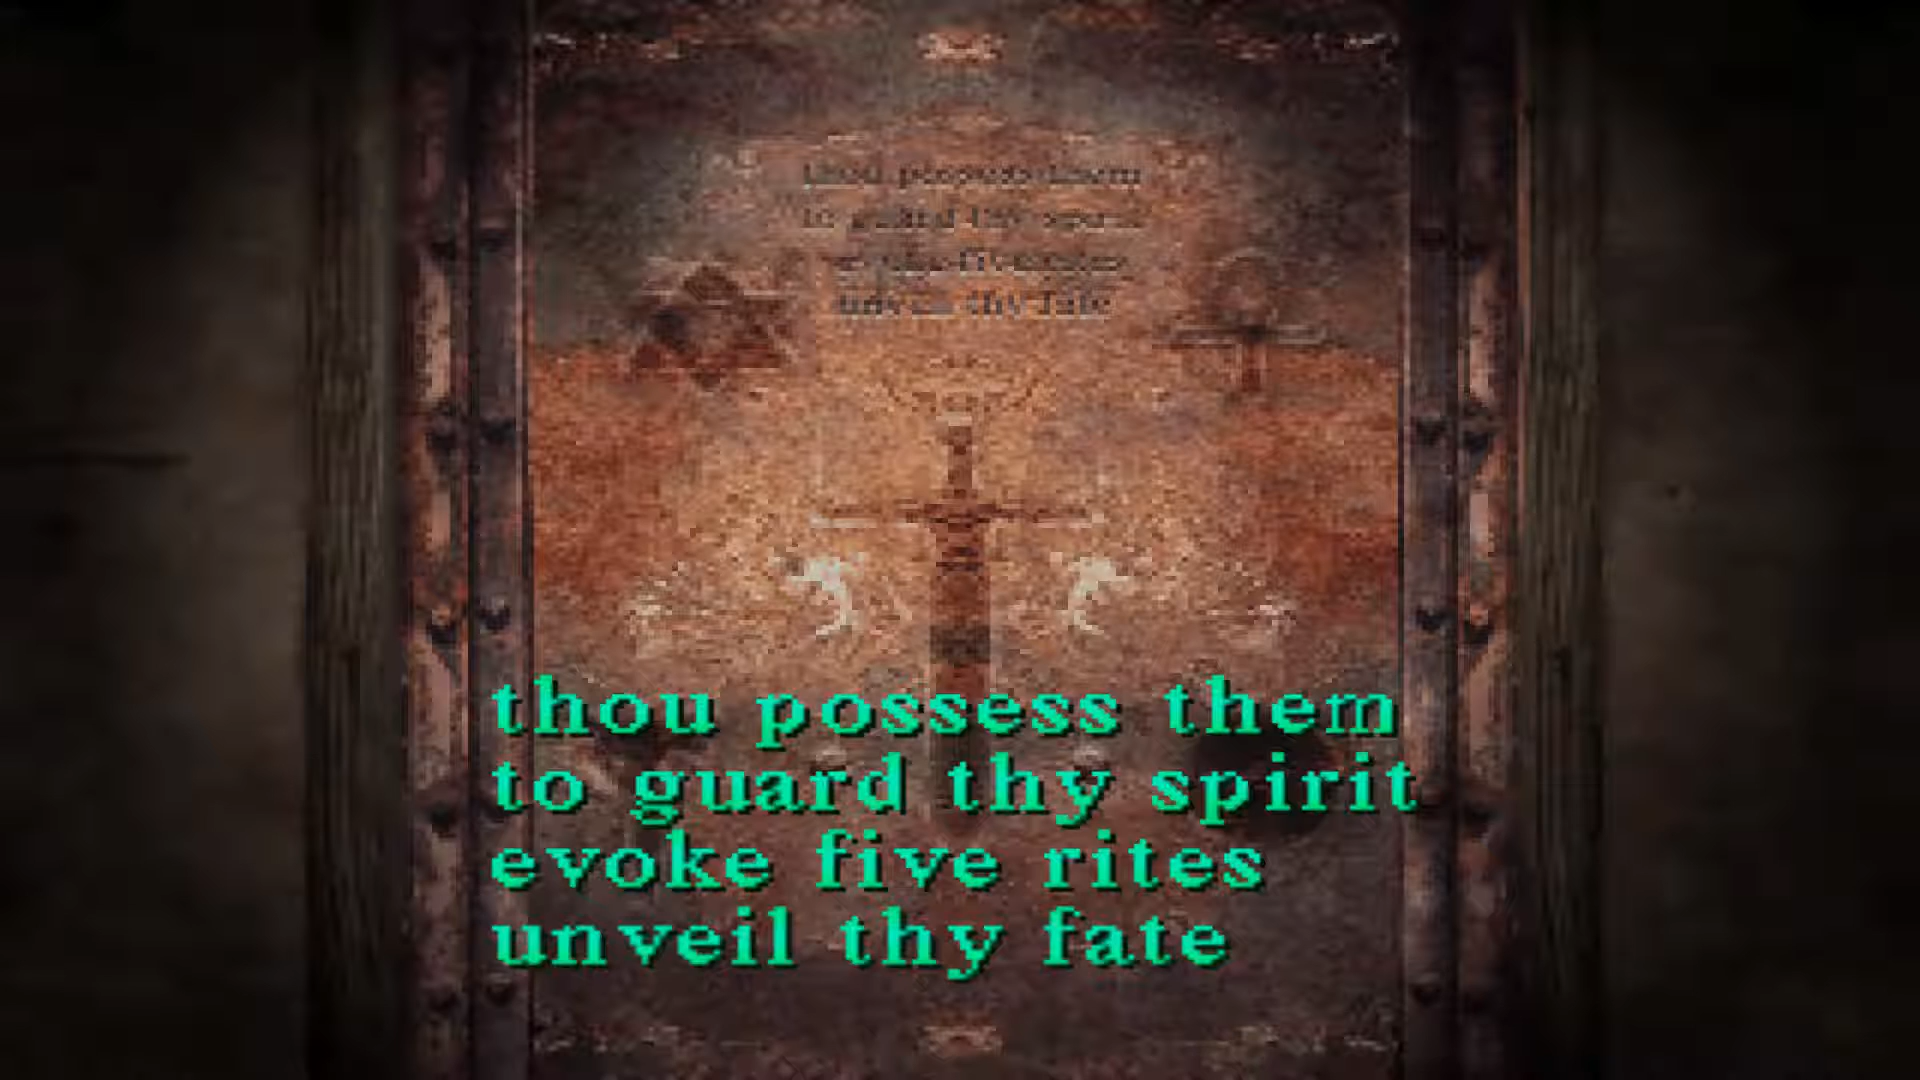 thou possess them
to guard thy spirit
unveil thy fate
thou possess them
to guard thy spirit
evoke five rites
unveil thy fate